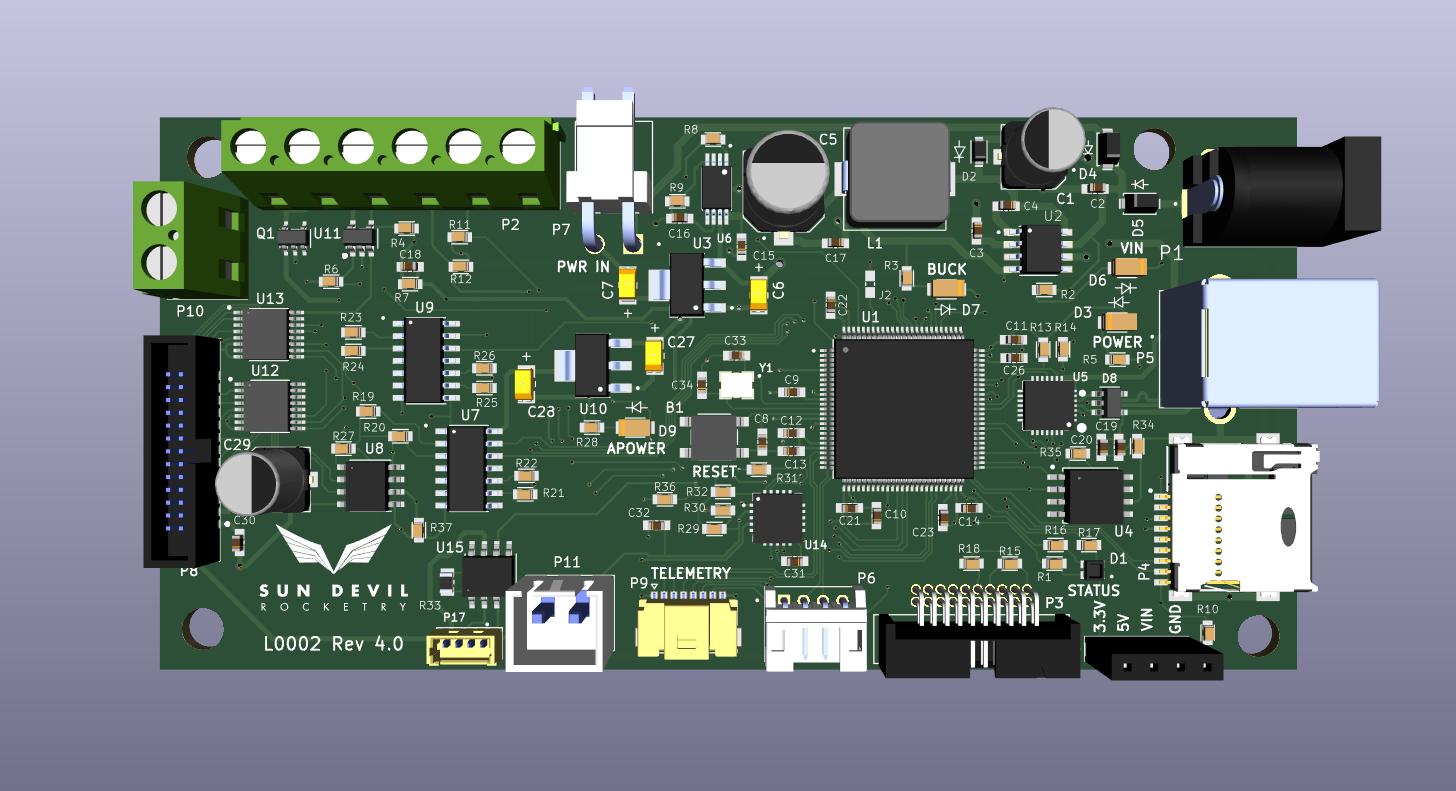 R8
C5
D2
D4
C1
C2
R9
C16
U6
C15
C17
L1
C4
C3
U2
D5
VIN
P1
D6
Q1
U11
R4
R11
P2
P7
PWR IN
U3
C18
R12
R6
R7
C7
C6
R3
BUCK
J2
D7
R2
D3
POWER
P10
U13
U9
C22
U1
R23
R24
C27
C33
C11
R13
R14
C26
R5
P5
U12
R26
R25
C28
U10
C34
Y1
C9
U5
D8
R19
R20
U7
R28
D9
APOWER
B1
C8
C12
C13
RESET
C20
C19
R34
R35
C29
R27
U8
R22
R21
R36
R32
R30
R29
R31
C32
C21
C10
C23
C14
U4
C30
R37
U14
R16
R17
P8
U15
P11
C31
R18
R15
R1
D1
P4
STATUS
SUN DEVIL
ROCKETRY
R33
P17
P9
TELEMETRY
P6
P3
3.3V
5V
VIN
GND
R10
L0002 Rev 4.0